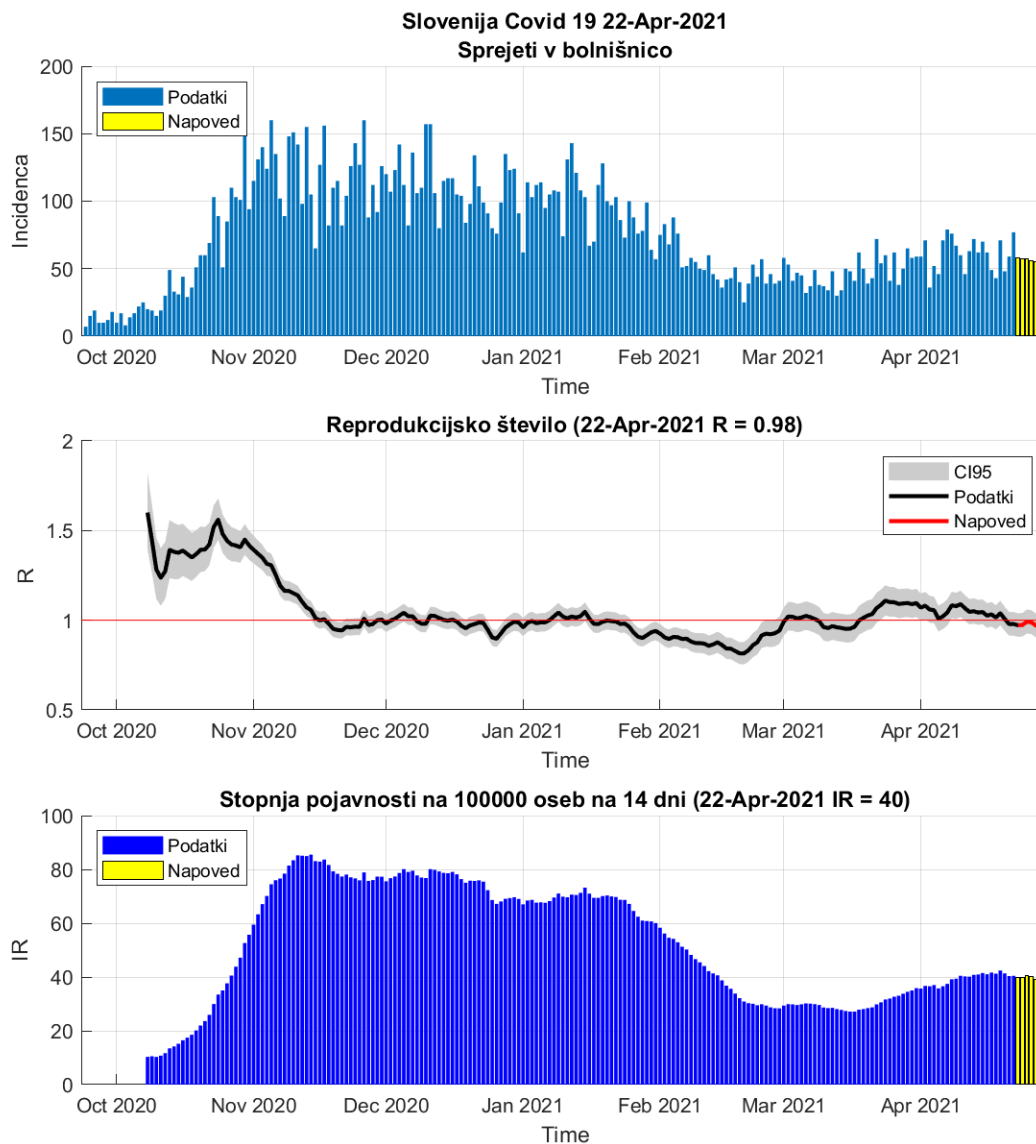 Slovenija Covid 19 22-Apr-2021
Sprejeti v bolnišnico
200
150
100
50
0
Incidenca
Podatki
Napoved
Oct 2020
Nov 2020
Dec 2020
Jan 2021
Feb 2021
Mar 2021
Apr 2021
Time
Reprodukcijsko število (22-Apr-2021 R = 0.98)
2
1.5
1
0.5
R
CI95
Podatki
Napoved
Oct 2020
Nov 2020
Dec 2020
Jan 2021
Feb 2021
Mar 2021
Apr 2021
Time
Stopnja pojavnosti na 100000 oseb na 14 dni (22-Apr-2021 IR = 40)
100
80
60
40
20
0
IR
Podatki
Napoved
Oct 2020
Nov 2020
Dec 2020
Jan 2021
Feb 2021
Mar 2021
Apr 2021
Time